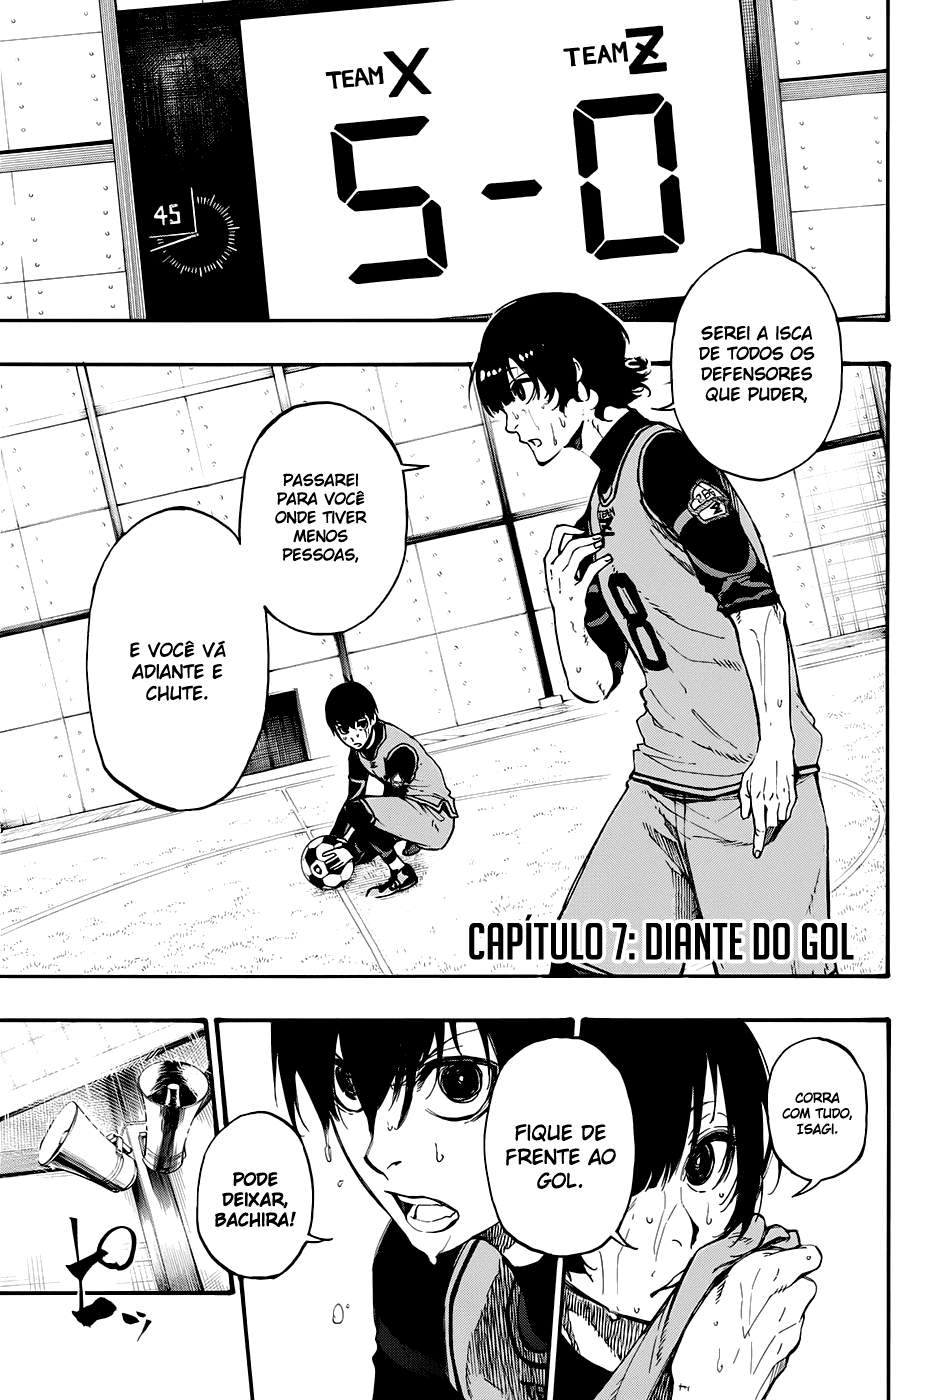 TEAM X
TEAM Z
5-0
45
SEREI A ISCA
DE TODOS OS
DEFENSORES
QUE PUDER,
PASSAREI
PARA VOCÊ
ONDE TIVER
MENOS
PESSOAS,
E VOCÊ VÁ
ADIANTE E
CHUTE.
TEAM
Z
8
CAPÍTULO 7: DIANTE DO GOL
CORRA
COM TUDO,
ISAGI.
FIQUE DE
FRENTE AO
GOL.
PODE
DEIXAR,
BACHIRA!